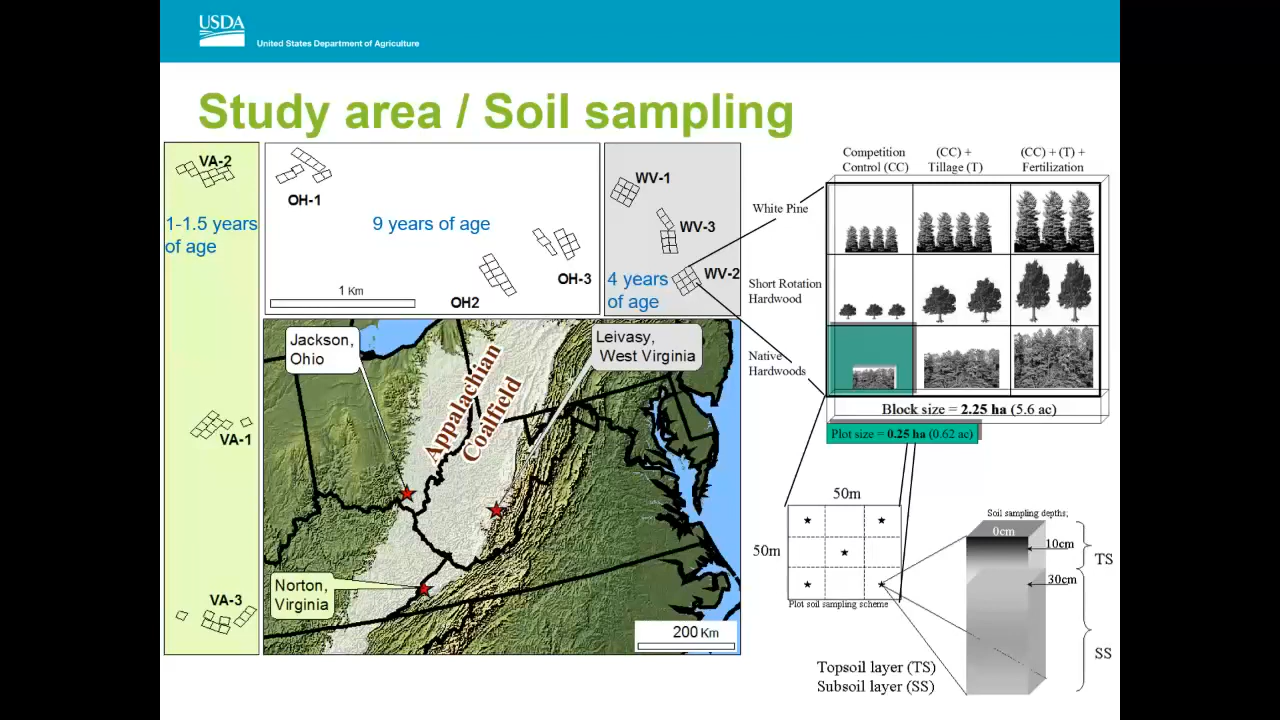 USDA
United States Department of Agriculture
Study area / Soil sampling
VA-2
1-1.5 years
of age
VA-1
VA-3
OH-1
9 years of age
OH-3
1 Km
OH2
WV-1
WV-3
WV-2
4 years
of age
Jackson,
Ohio
Leivasy,
West Virginia
Appalachian
Coalfield
Norton,
Virginia
200 Km
Competition
Control (CC)
(CC) +
Tillage (T)
(CC) + (T) +
Fertilization
White Pine
Short Rotation
Hardwood
Native
Hardwoods
Block size = 2.25 ha (5.6 ac)
Plot size = 0.25 ha (0.62 ac)
50m
50m
Plot soil sampling scheme
Soil sampling depths;
0cm
10cm
30cm
TS
SS
Topsoil layer (TS)
Subsoil layer (SS)